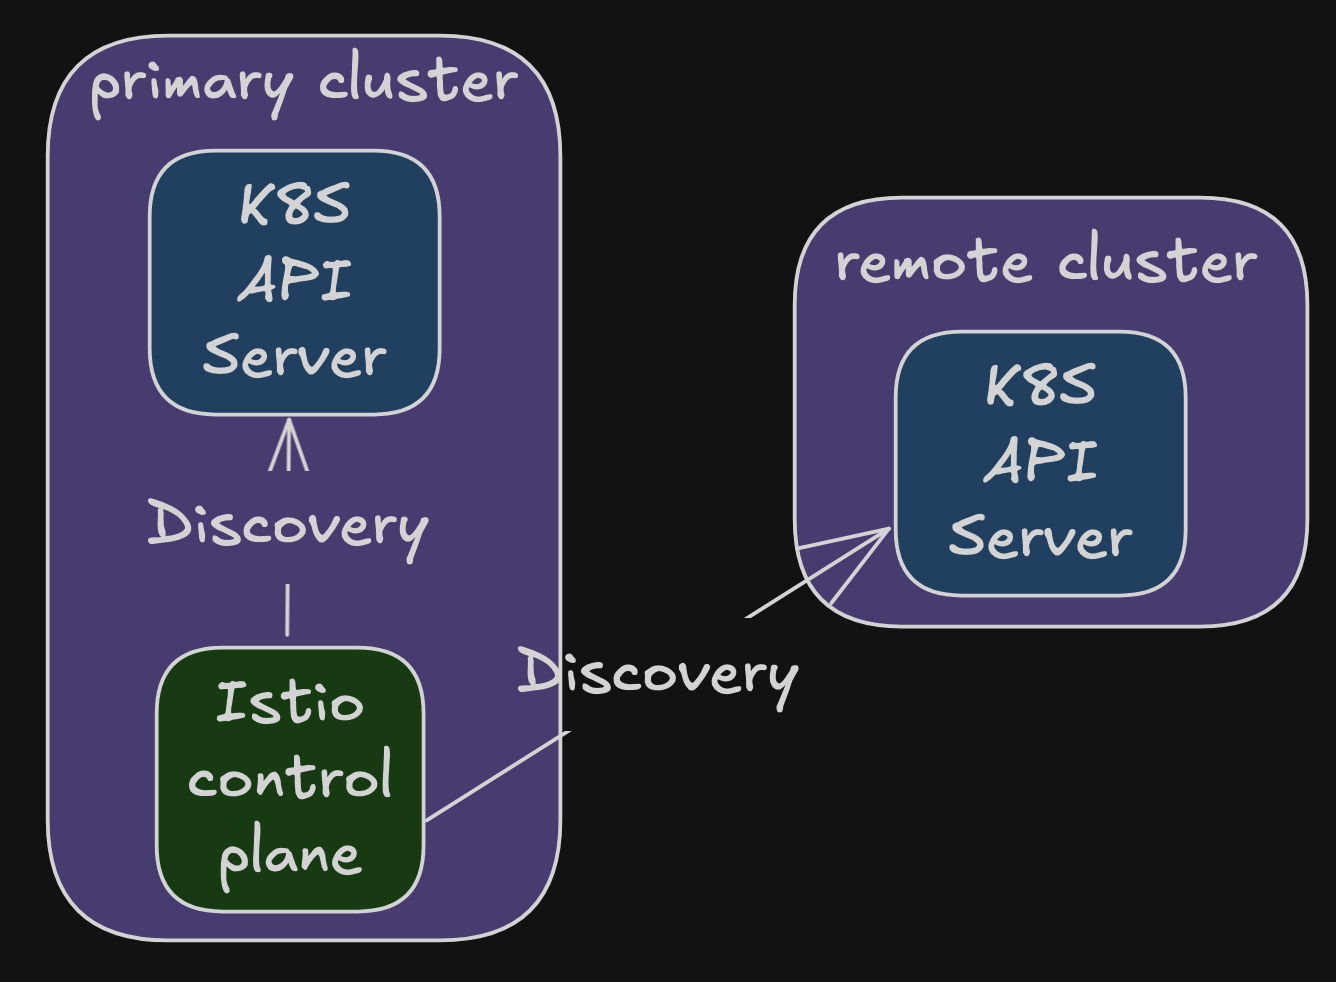 primary cluster
K8S
API
Server
Discovery
Istio
control
plane
Discovery
remote cluster
K8S
API
Server